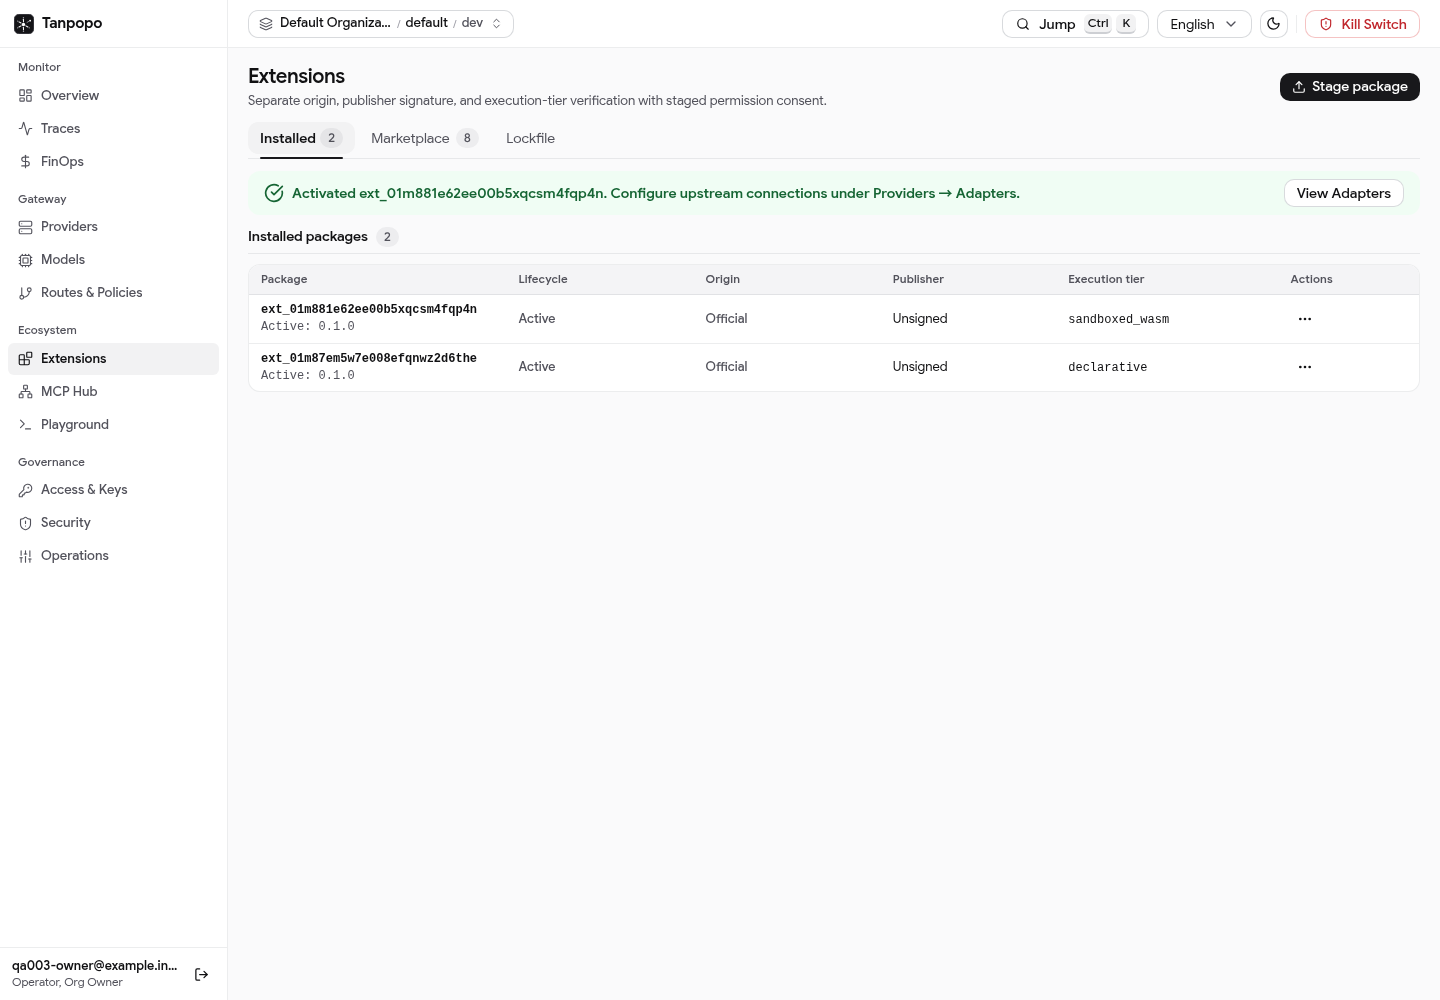 Tanpopo
Default Organiza... / default / dev
Jump Ctrl K
English
Kill Switch
Monitor
Overview
Traces
FinOps
Gateway
Providers
Models
Routes & Policies
Ecosystem
Extensions
MCP Hub
Playground
Governance
Access & Keys
Security
Operations
qa003-owner@example.in...
Operator, Org Owner
Extensions
Separate origin, publisher signature, and execution-tier verification with staged permission consent.
Stage package
Installed 2 Marketplace 8 Lockfile
Activated ext_01m881e62ee00b5xqcsm4fqp4n. Configure upstream connections under Providers → Adapters.
View Adapters
Installed packages 2
Package Lifecycle Origin Publisher Execution tier Actions
ext_01m881e62ee00b5xqcsm4fqp4n
Active: 0.1.0
Active Official Unsigned sandboxed_wasm
ext_01m87em5w7e008efqnwz2d6the
Active: 0.1.0
Active Official Unsigned declarative